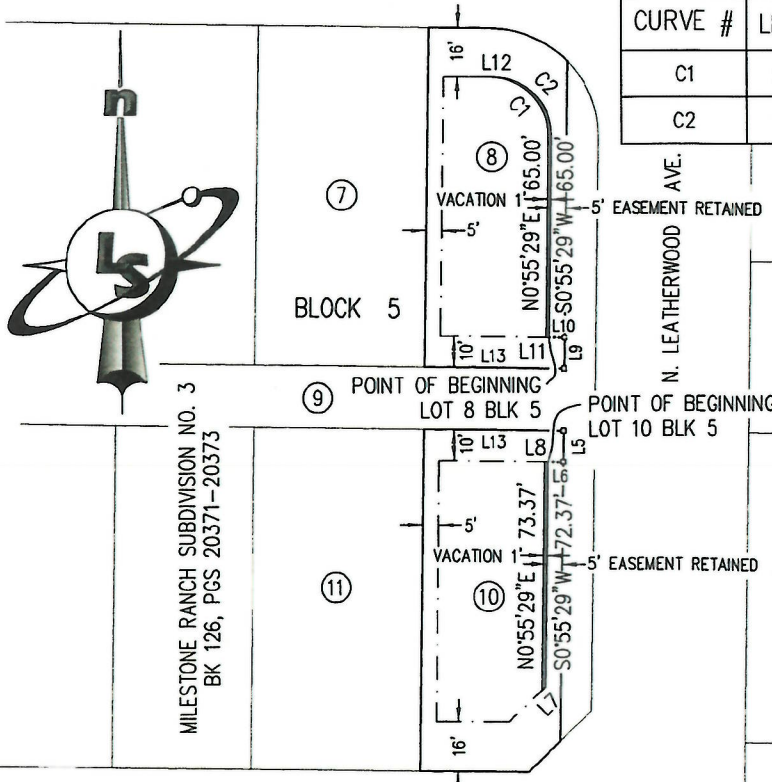 CURVE #
C1
C2
16'
L12
C2
C1
8
7
n
LS
VACATION 1'
5'
N0°55'29"E 65.00'
S0°55'29"W 65.00'
5' EASEMENT RETAINED
N. LEATHERWOOD AVE.
BLOCK 5
L10
L9
10'
L13
L11
9
POINT OF BEGINNING
LOT 8 BLK 5
POINT OF BEGINNING
LOT 10 BLK 5
10'
L13
L8
L5
L6
MILESTONE RANCH SUBDIVISION NO. 3
BK 126, PGS 20371-20373
5'
VACATION 1'
N0°55'29"E 73.37'
S0°55'29"W 72.37'
5' EASEMENT RETAINED
11
10
L7
16'